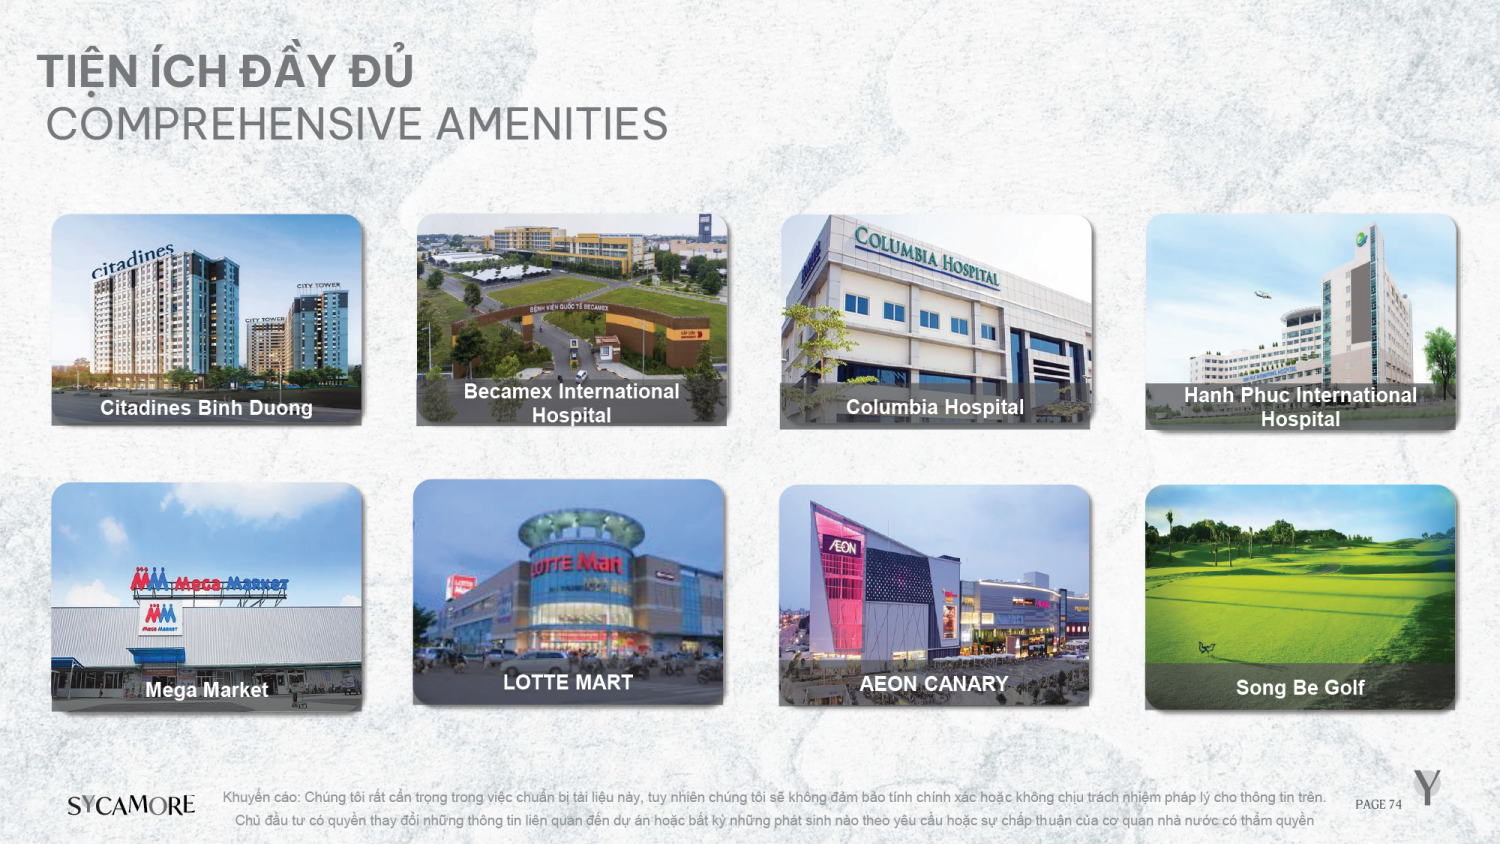 TIỆN ÍCH ĐẦY ĐỦ
COMPREHENSIVE AMENITIES
citadines
CITY TOWER
CITY TOWER
Citadines Binh Duong
BỆNH VIỆN QUỐC TẾ BECAMEX
Becamex International
Hospital
COLUMBIA HOSPITAL
Columbia Hospital
Hanh Phuc International
Hospital
MM MEGA MARKET
MM
MEGA MARKET
Mega Market
LOTTE Mart
LOTTE MART
ÆON
AEON CANARY
Song Be Golf
SYCAMORE
Khuyến cáo: Chúng tôi rất cẩn trọng trong việc chuẩn bị tài liệu này, tuy nhiên chúng tôi sẽ không đảm bảo tính chính xác hoặc không chịu trách nhiệm pháp lý cho thông tin trên.
Chủ đầu tư có quyền thay đổi những thông tin liên quan đến dự án hoặc bất kỳ những phát sinh nào theo yêu cầu hoặc sự chấp thuận của cơ quan nhà nước có thẩm quyền
PAGE 74
Y